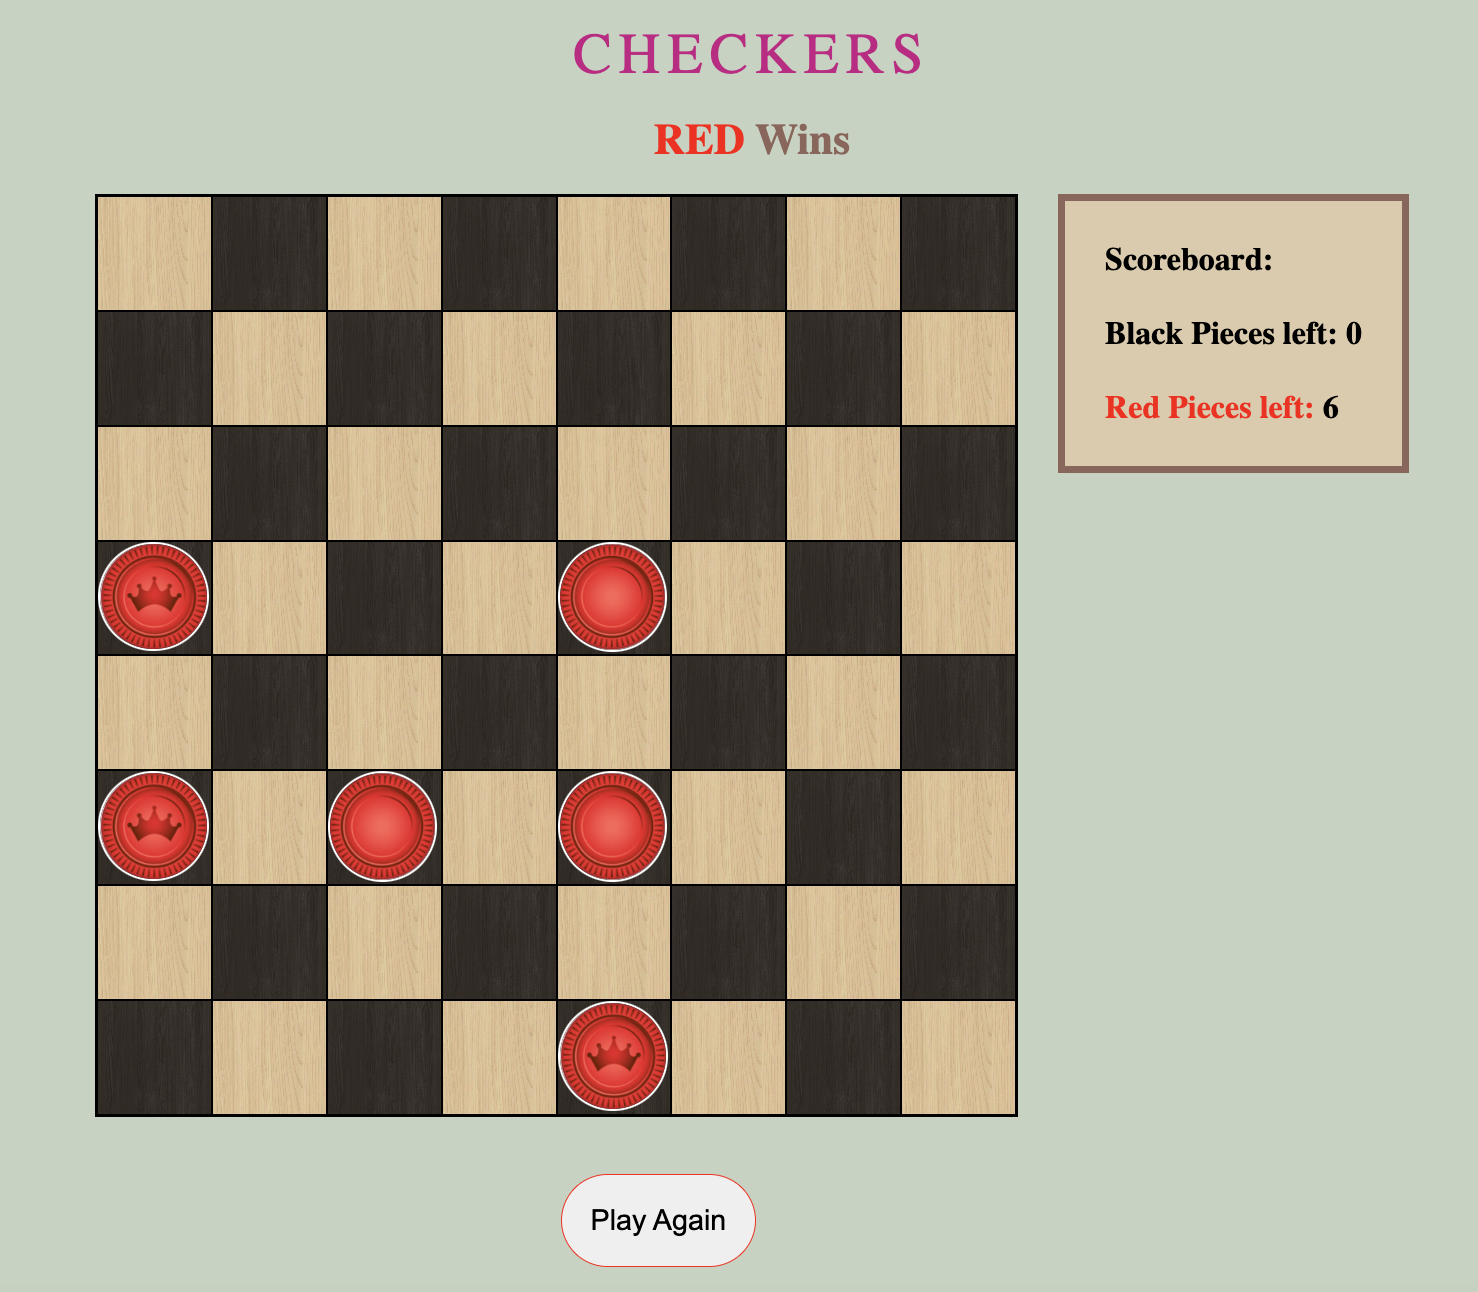 CHECKERS
RED Wins
Scoreboard:
Black Pieces left: 0
Red Pieces left: 6
Play Again